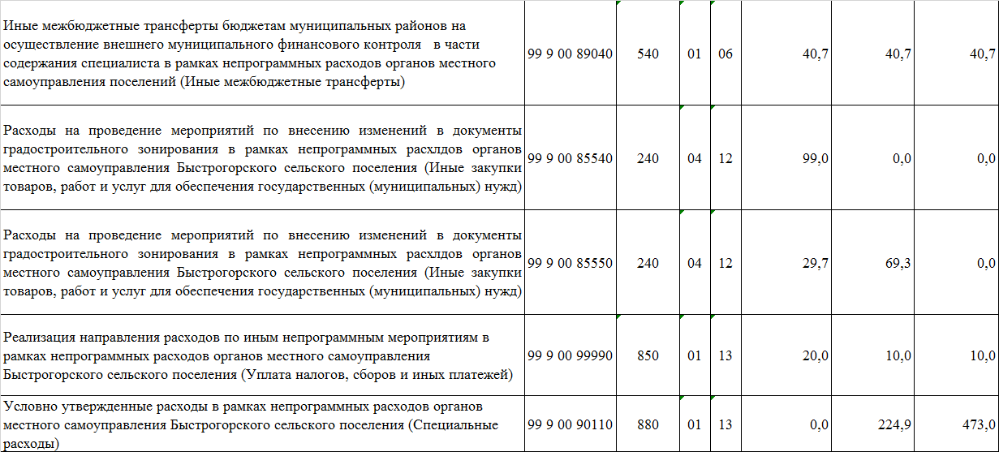 Иные межбюджетные трансферты бюджетам муниципальных районов на
осуществление внешнего муниципального финансового контроля в части
содержания специалиста в рамках непрограммных расходов органов местного
самоуправления поселений (Иные межбюджетные трансферты)
99 9 00 89040 540 01 06 40,7 40,7 40,7
Расходы на проведение мероприятий по внесению изменений в документы
градостроительного зонирования в рамках непрограммных расхлдов органов
местного самоуправления Быстрогорского сельского поселения (Иные закупки
товаров, работ и услуг для обеспечения государственных (муниципальных) нужд)
99 9 00 85540 240 04 12 99,0 0,0 0,0
Расходы на проведение мероприятий по внесению изменений в документы
градостроительного зонирования в рамках непрограммных расхлдов органов
местного самоуправления Быстрогорского сельского поселения (Иные закупки
товаров, работ и услуг для обеспечения государственных (муниципальных) нужд)
99 9 00 85550 240 04 12 29,7 69,3 0,0
Реализация направления расходов по иным непрограммным мероприятиям в
рамках непрограммных расходов органов местного самоуправления
Быстрогорского сельского поселения (Уплата налогов, сборов и иных платежей)
99 9 00 99990 850 01 13 20,0 10,0 10,0
Условно утвержденные расходы в рамках непрограммных расходов органов
местного самоуправления Быстрогорского сельского поселения (Специальные
расходы)
99 9 00 90110 880 01 13 0,0 224,9 473,0